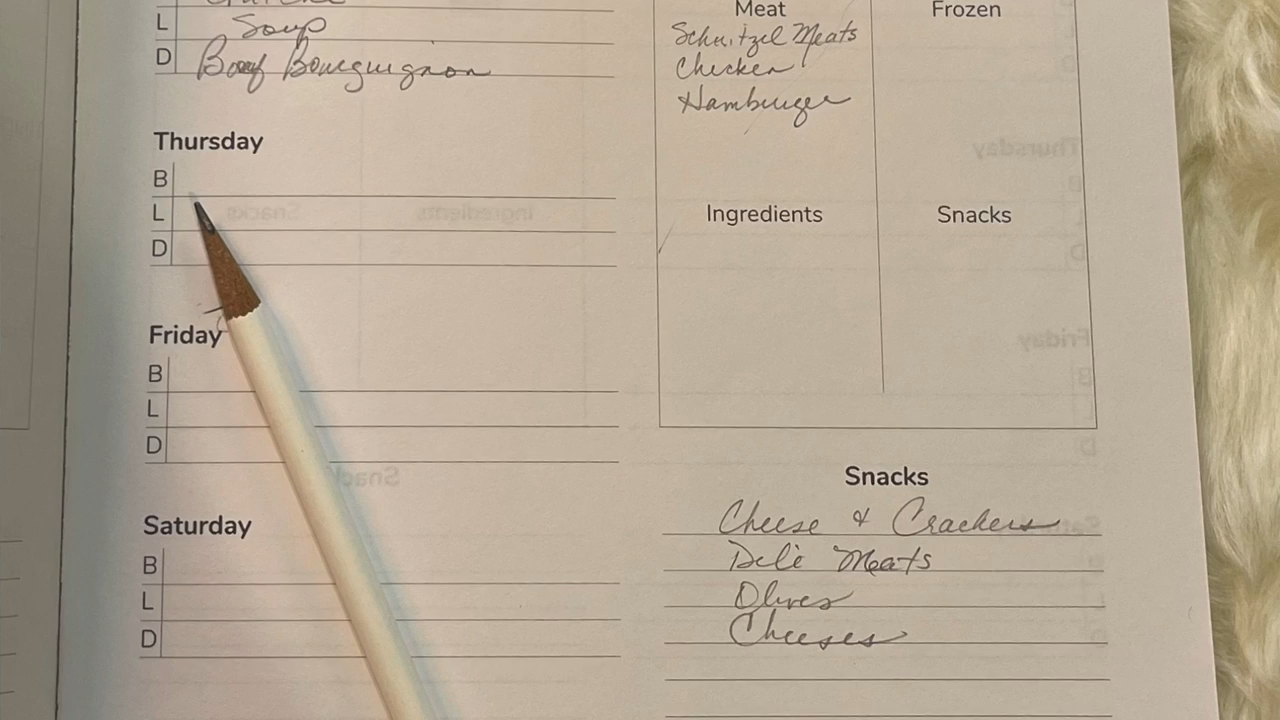 L Soup
D Boeuf Bourguignon
Thursday
B
L
D
Friday
B
L
D
Saturday
B
L
D
Meat Frozen
Schnitzel Meats
Chicken
Hamburger
Ingredients Snacks
Snacks
Cheese & Crackers
Deli Meats
Olives
Cheeses